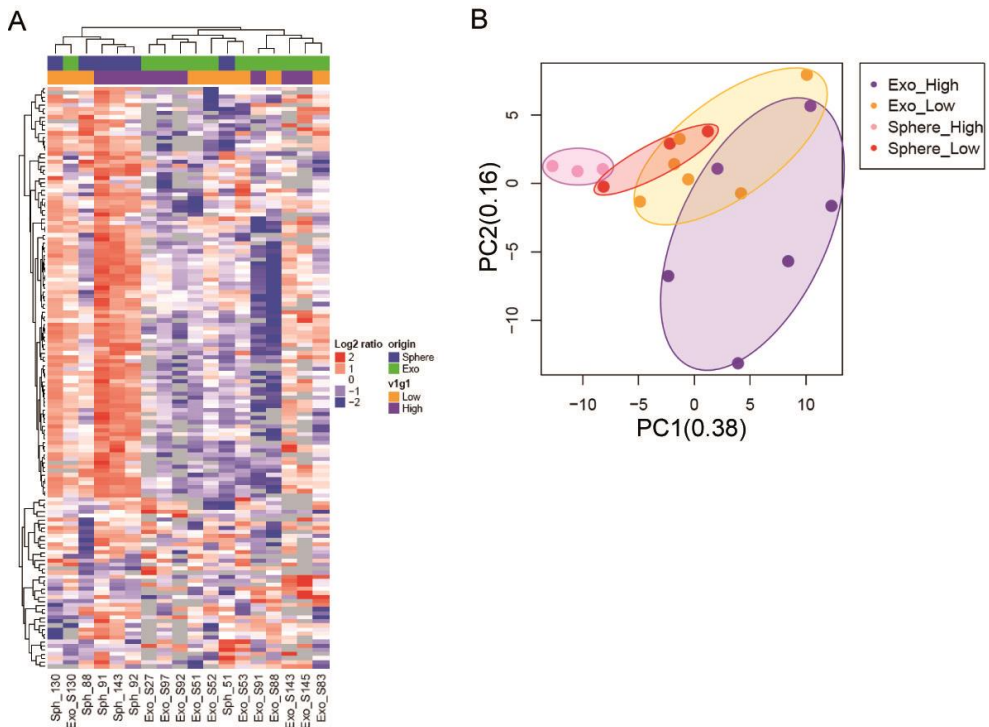 A
Log2 ratio
2
1
0
−1
−2
origin
Sphere
Exo
v1g1
Low
High
Sph_130
Exo_S130
Sph_88
Sph_91
Sph_143
Sph_92
Exo_S27
Exo_S97
Exo_S92
Exo_S51
Exo_S52
Sph_51
Exo_S53
Exo_S91
Exo_S88
Exo_S143
Exo_S145
Exo_S83
B
PC2(0.16)
5
0
−5
−10
−10
−5
0
5
10
PC1(0.38)
Exo_High
Exo_Low
Sphere_High
Sphere_Low